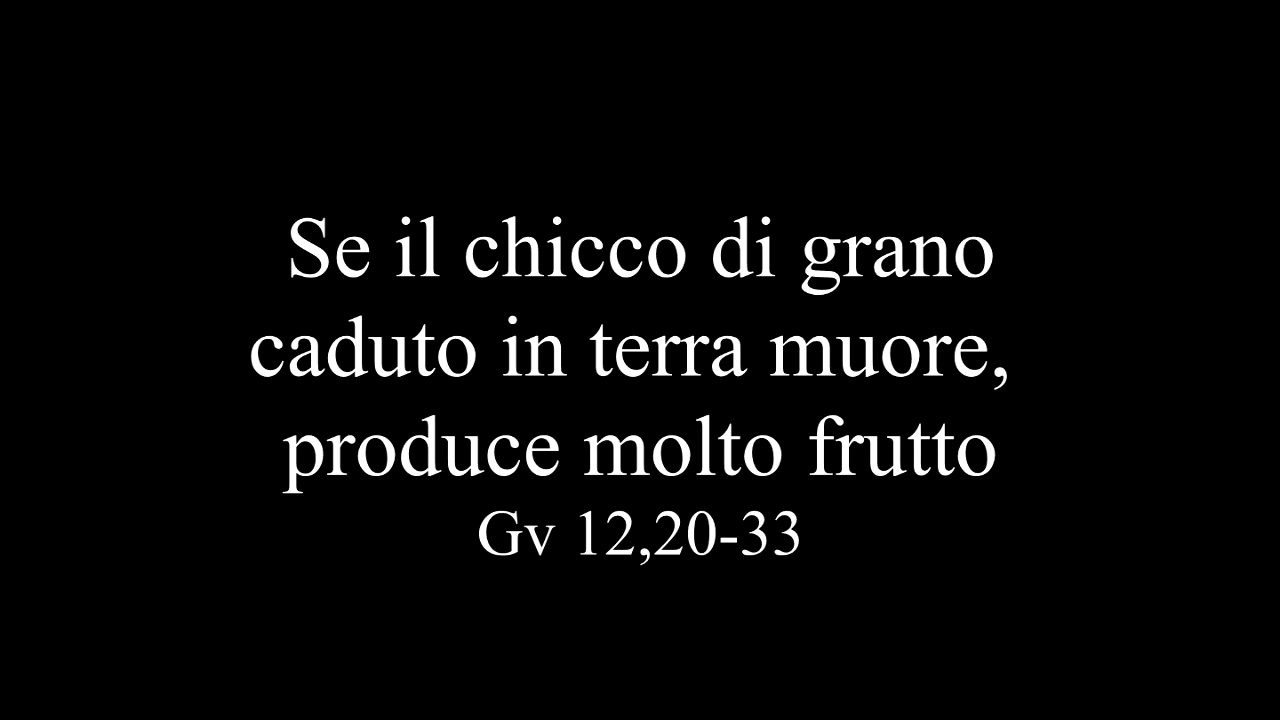 Se il chicco di grano
caduto in terra muore,
produce molto frutto
Gv 12,20-33